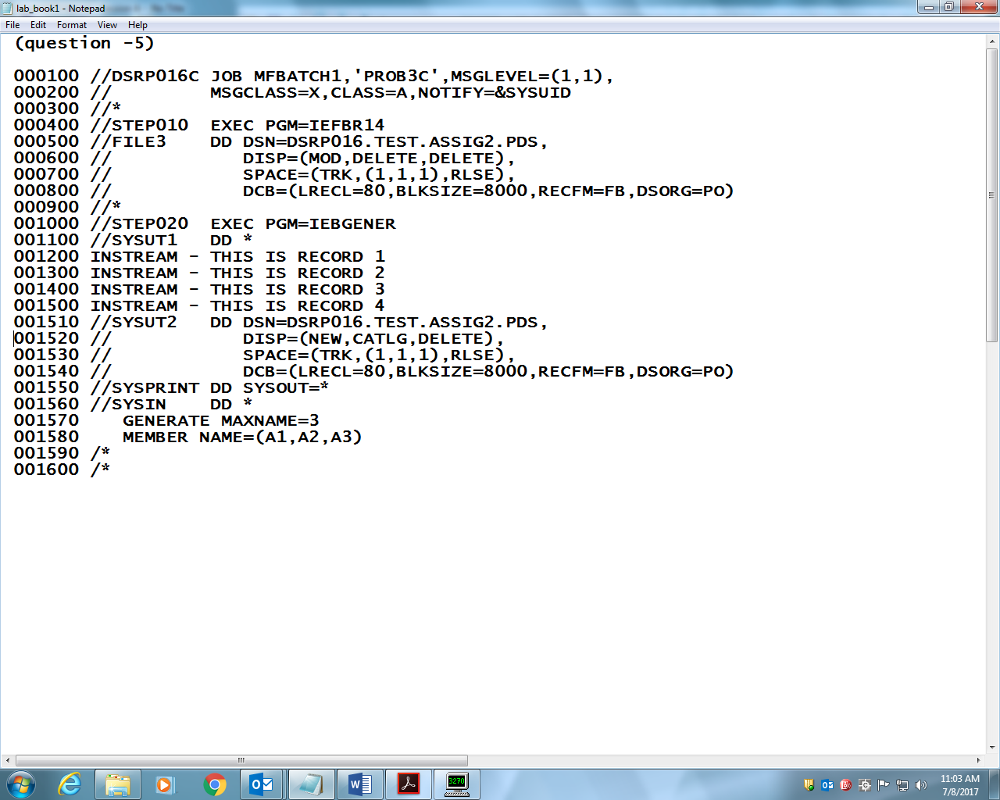 lab_book1 - Notepad
File Edit Format View Help
(question -5)
000100 //DSRP016C JOB MFBATCH1,'PROB3C',MSGLEVEL=(1,1),
000200 //         MSGCLASS=X,CLASS=A,NOTIFY=&SYSUID
000300 //*
000400 //STEP010  EXEC PGM=IEFBR14
000500 //FILE3    DD DSN=DSRP016.TEST.ASSIG2.PDS,
000600 //            DISP=(MOD,DELETE,DELETE),
000700 //            SPACE=(TRK,(1,1,1),RLSE),
000800 //            DCB=(LRECL=80,BLKSIZE=8000,RECFM=FB,DSORG=PO)
000900 //*
001000 //STEP020  EXEC PGM=IEBGENER
001100 //SYSUT1   DD *
001200 INSTREAM - THIS IS RECORD 1
001300 INSTREAM - THIS IS RECORD 2
001400 INSTREAM - THIS IS RECORD 3
001500 INSTREAM - THIS IS RECORD 4
001510 //SYSUT2   DD DSN=DSRP016.TEST.ASSIG2.PDS,
001520 //            DISP=(NEW,CATLG,DELETE),
001530 //            SPACE=(TRK,(1,1,1),RLSE),
001540 //            DCB=(LRECL=80,BLKSIZE=8000,RECFM=FB,DSORG=PO)
001550 //SYSPRINT DD SYSOUT=*
001560 //SYSIN    DD *
001570    GENERATE MAXNAME=3
001580    MEMBER NAME=(A1,A2,A3)
001590 /*
001600 /*
3270
11:03 AM
7/8/2017